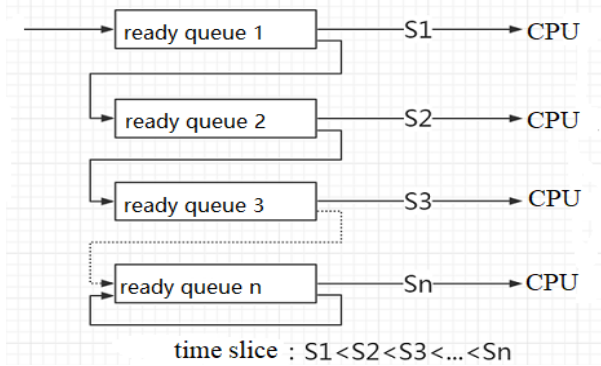 ready queue 1 S1 CPU
ready queue 2 S2 CPU
ready queue 3 S3 CPU
ready queue n Sn CPU
time slice : S1<S2<S3<...<Sn